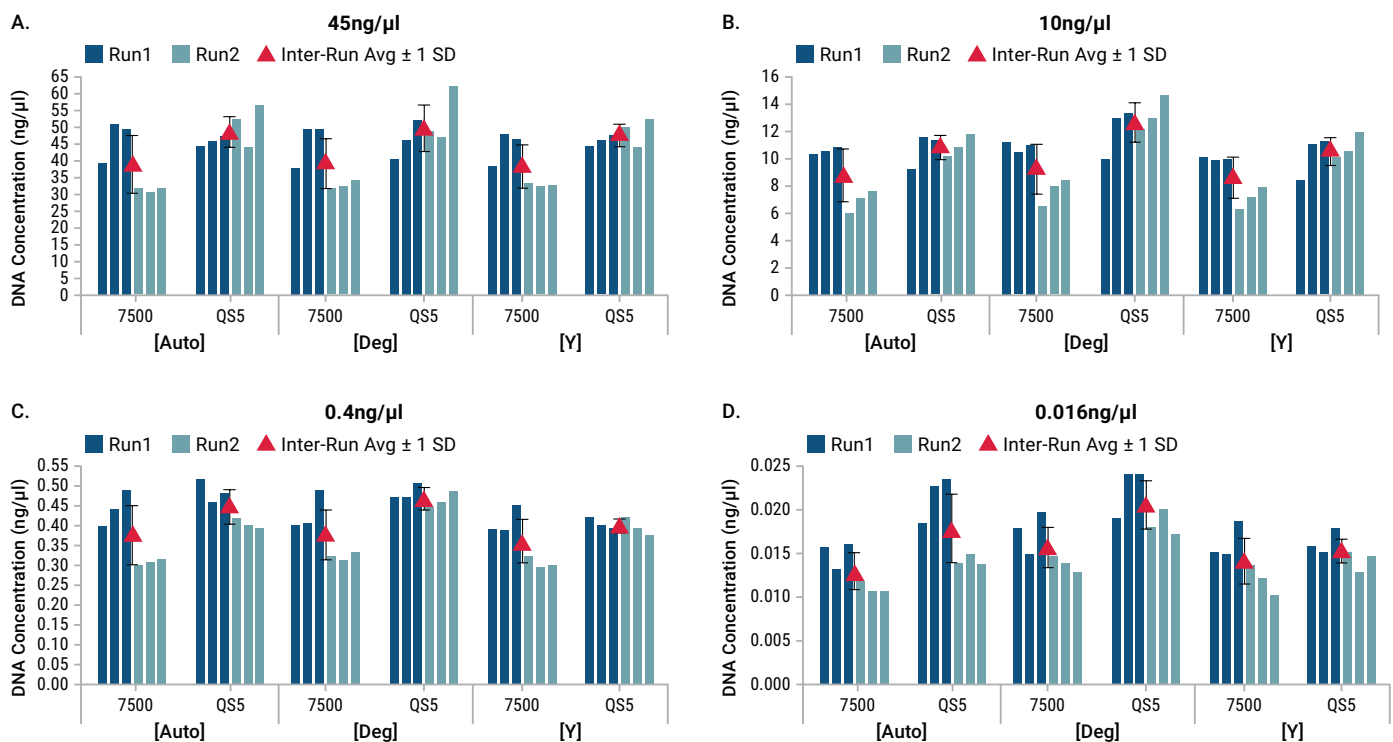 A. 45ng/µl
Run1 Run2 Inter-Run Avg ± 1 SD
DNA Concentration (ng/µl)
65
60
55
50
45
40
35
30
25
20
15
10
5
0
7500 QS5 7500 QS5 7500 QS5
[Auto] [Deg] [Y]
B. 10ng/µl
Run1 Run2 Inter-Run Avg ± 1 SD
DNA Concentration (ng/µl)
16
14
12
10
8
6
4
2
0
7500 QS5 7500 QS5 7500 QS5
[Auto] [Deg] [Y]
C. 0.4ng/µl
Run1 Run2 Inter-Run Avg ± 1 SD
DNA Concentration (ng/µl)
0.55
0.50
0.45
0.40
0.35
0.30
0.25
0.20
0.15
0.10
0.05
0.00
7500 QS5 7500 QS5 7500 QS5
[Auto] [Deg] [Y]
D. 0.016ng/µl
Run1 Run2 Inter-Run Avg ± 1 SD
DNA Concentration (ng/µl)
0.025
0.020
0.015
0.010
0.005
0.000
7500 QS5 7500 QS5 7500 QS5
[Auto] [Deg] [Y]